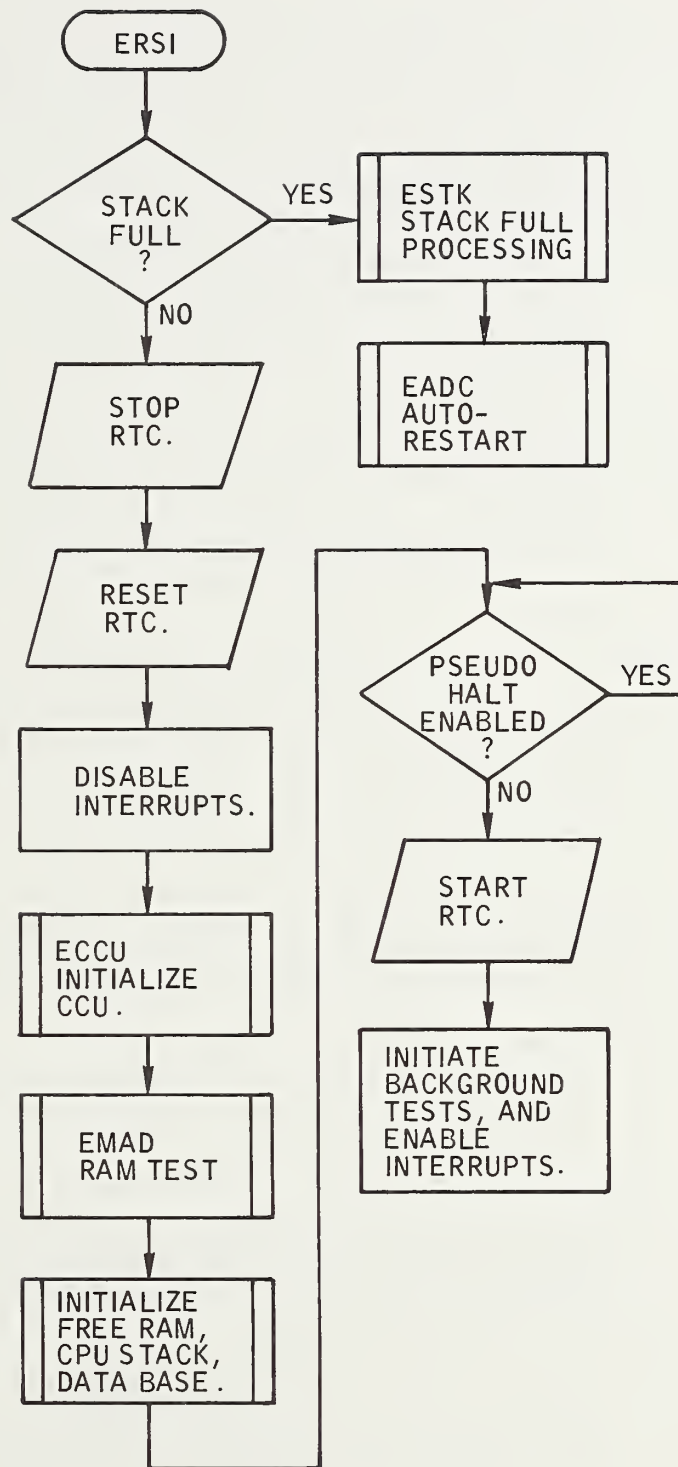 ERSI
STACK
FULL
?
YES
ESTK
STACK FULL
PROCESSING
EADC
AUTO-
RESTART
NO
STOP
RTC.
RESET
RTC.
DISABLE
INTERRUPTS.
ECCU
INITIALIZE
CCU.
EMAD
RAM TEST
INITIALIZE
FREE RAM,
CPU STACK,
DATA BASE.
PSEUDO
HALT
ENABLED
?
YES
NO
START
RTC.
INITIATE
BACKGROUND
TESTS, AND
ENABLE
INTERRUPTS.